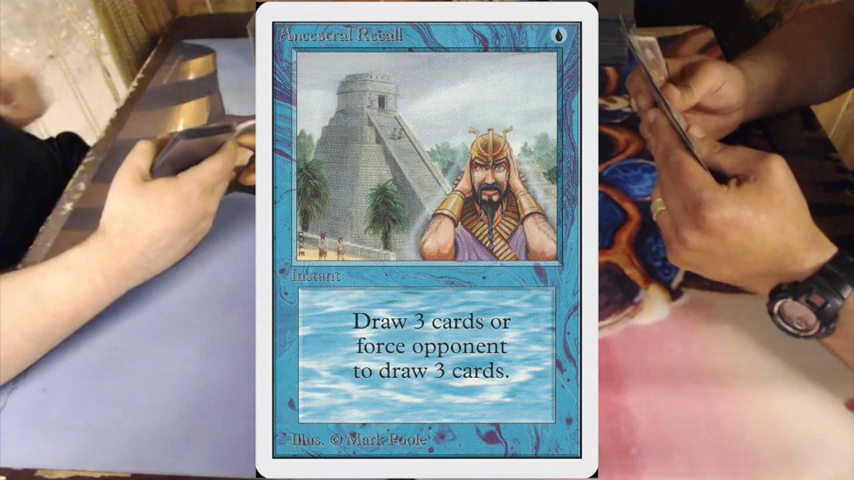 Ancestral Recall
Instant
Draw 3 cards or
force opponent
to draw 3 cards.
Illus. © Mark Poole